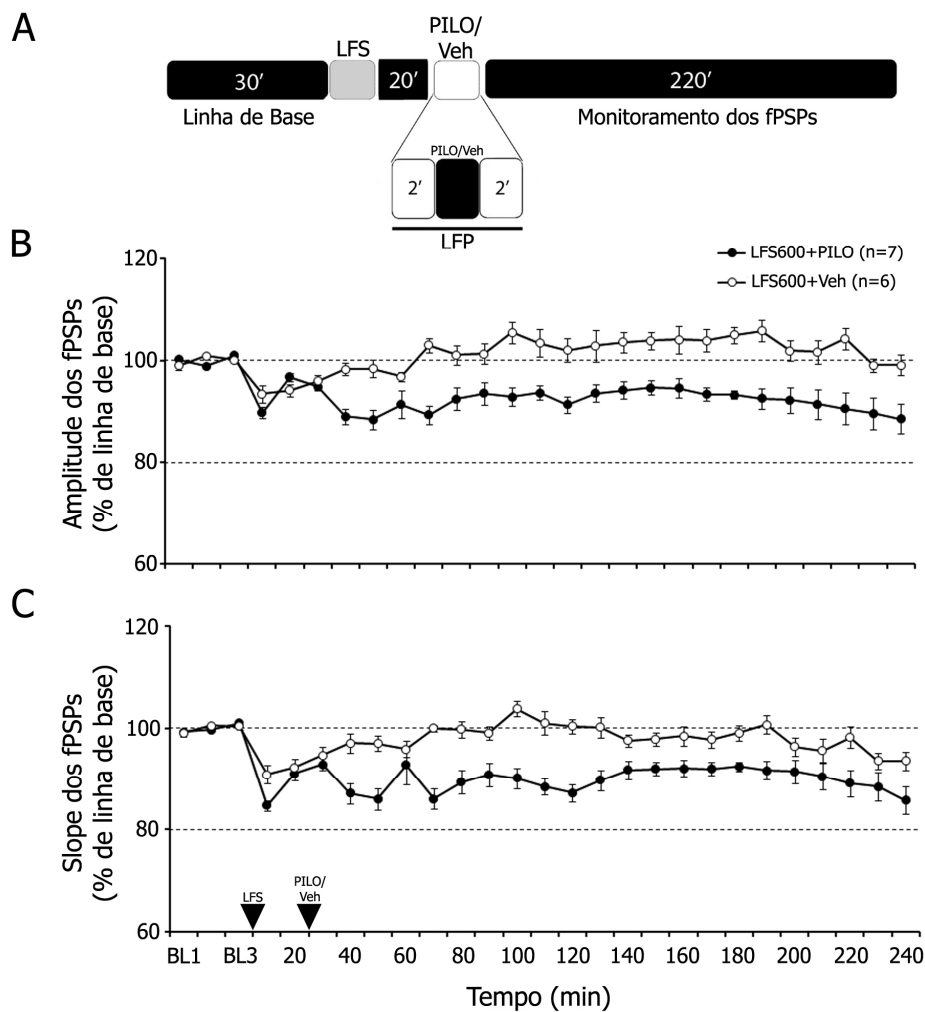 A
PILO/
Veh
LFS
30’
20’
220’
Linha de Base
Monitoramento dos fPSPs
PILO/Veh
2’
2’
LFP
B
LFS600+PILO (n=7)
LFS600+Veh (n=6)
120
100
80
60
Amplitude dos fPSPs
(% de linha de base)
C
120
100
80
60
Slope dos fPSPs
(% de linha de base)
LFS
PILO/
Veh
BL1 BL3 20 40 60 80 100 120 140 160 180 200 220 240
Tempo (min)